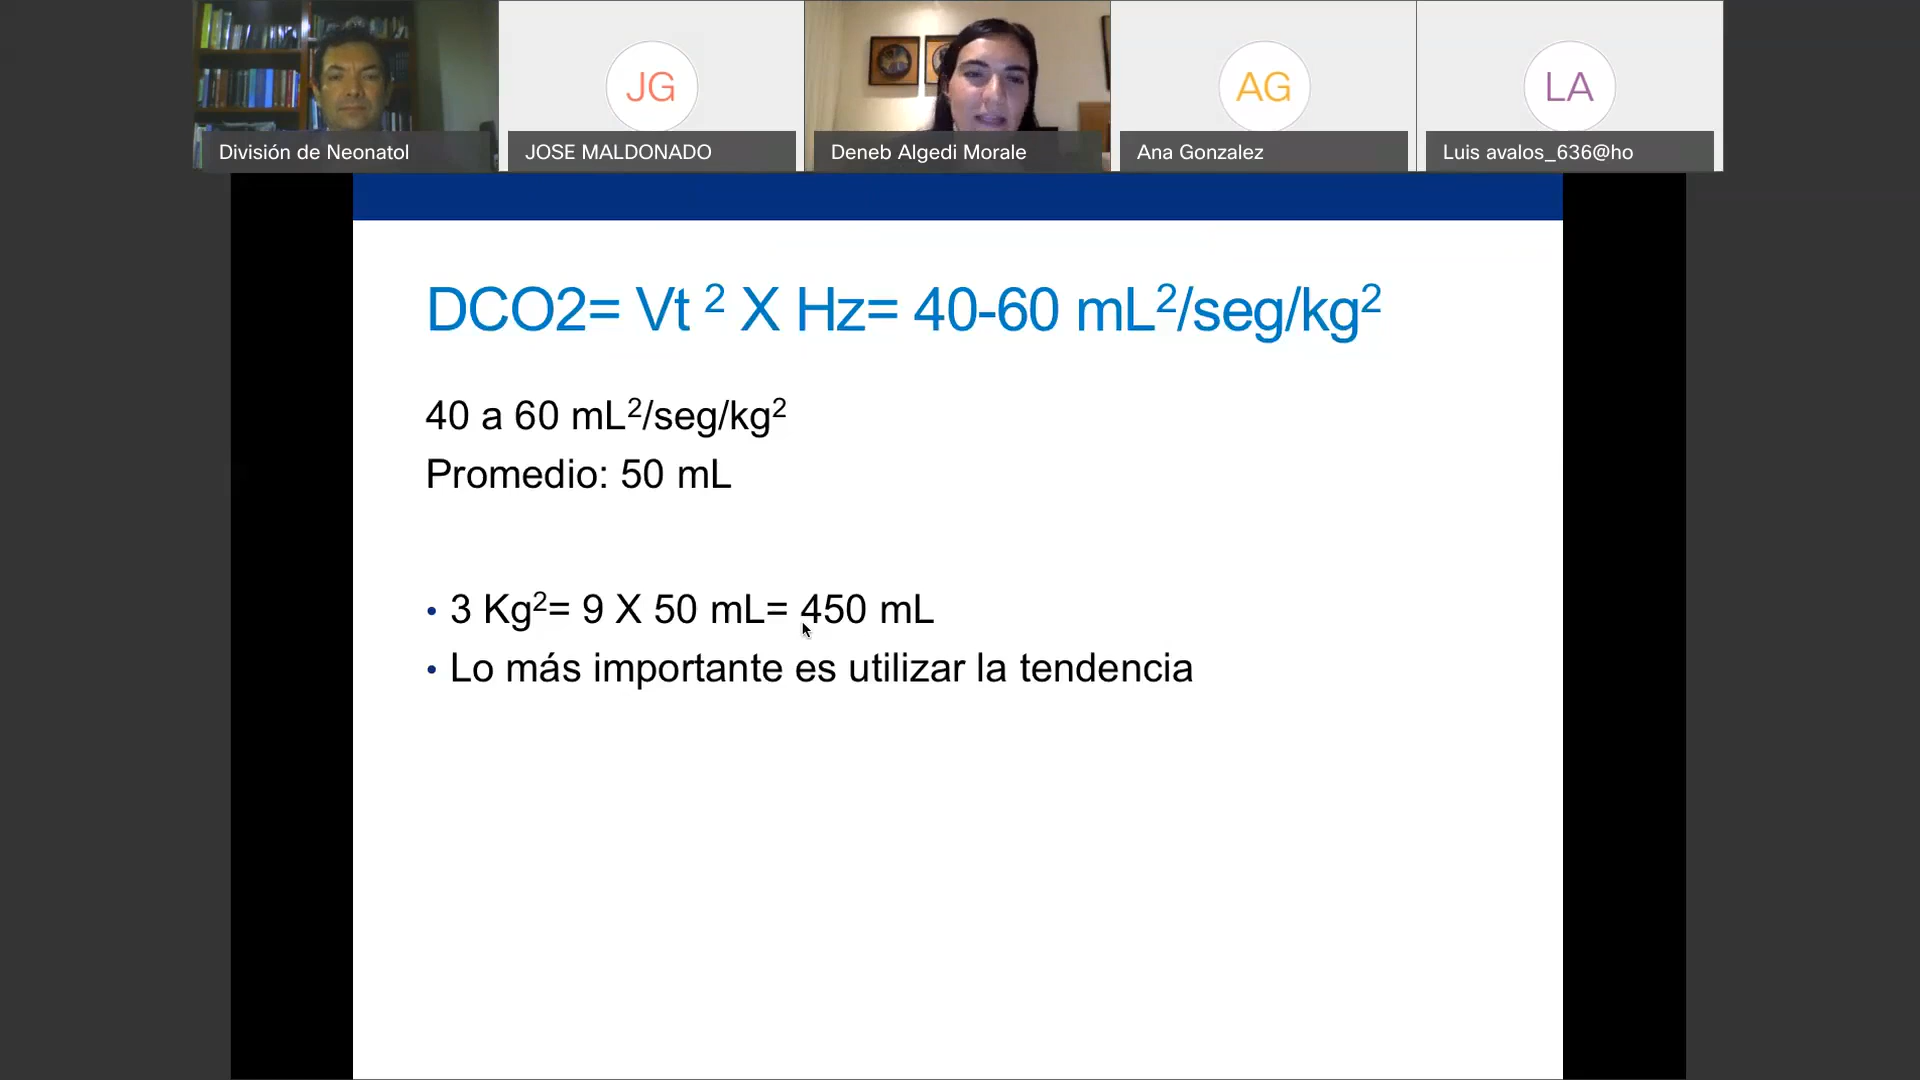 División de Neonatol
JG
JOSE MALDONADO
Deneb Algedi Morale
AG
Ana Gonzalez
LA
Luis avalos_636@ho
DCO2= Vt ² X Hz= 40-60 mL²/seg/kg²
40 a 60 mL²/seg/kg²
Promedio: 50 mL
• 3 Kg²= 9 X 50 mL= 450 mL
• Lo más importante es utilizar la tendencia